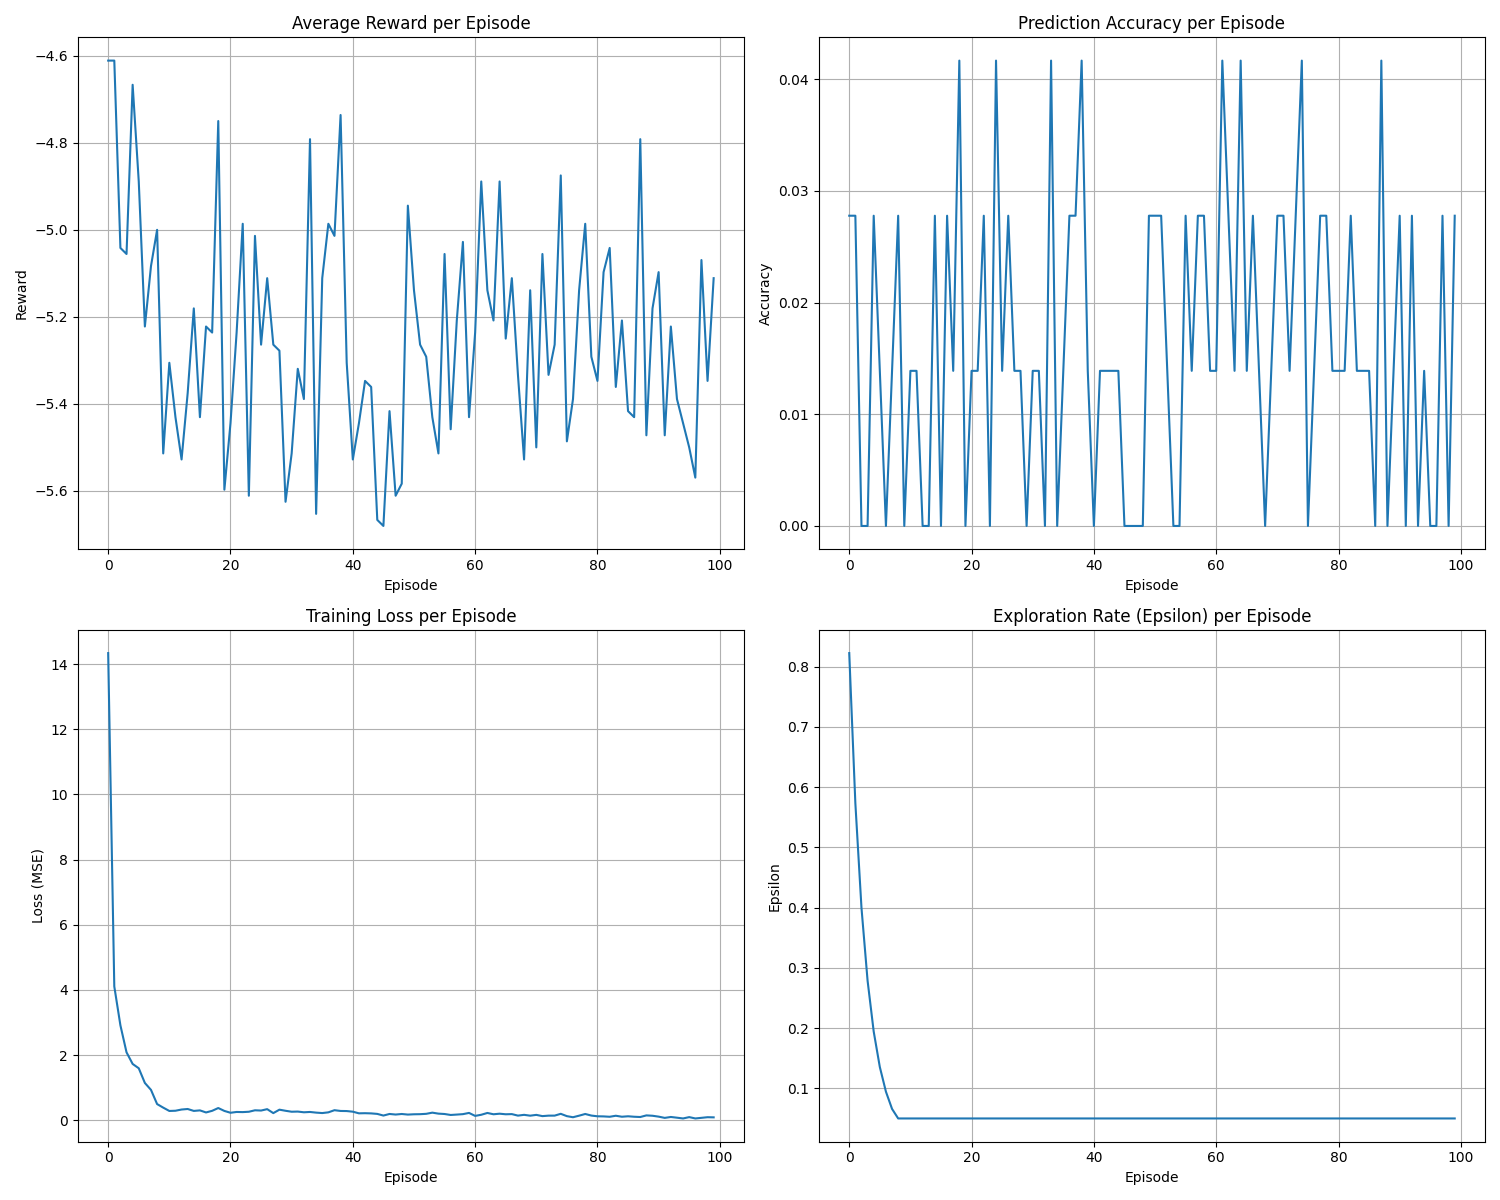 Average Reward per Episode
−4.6
−4.8
−5.0
−5.2
−5.4
−5.6
Reward
0 20 40 60 80 100
Episode
Prediction Accuracy per Episode
0.04
0.03
0.02
0.01
0.00
Accuracy
0 20 40 60 80 100
Episode
Training Loss per Episode
14
12
10
8
6
4
2
0
Loss (MSE)
0 20 40 60 80 100
Episode
Exploration Rate (Epsilon) per Episode
0.8
0.7
0.6
0.5
0.4
0.3
0.2
0.1
Epsilon
0 20 40 60 80 100
Episode